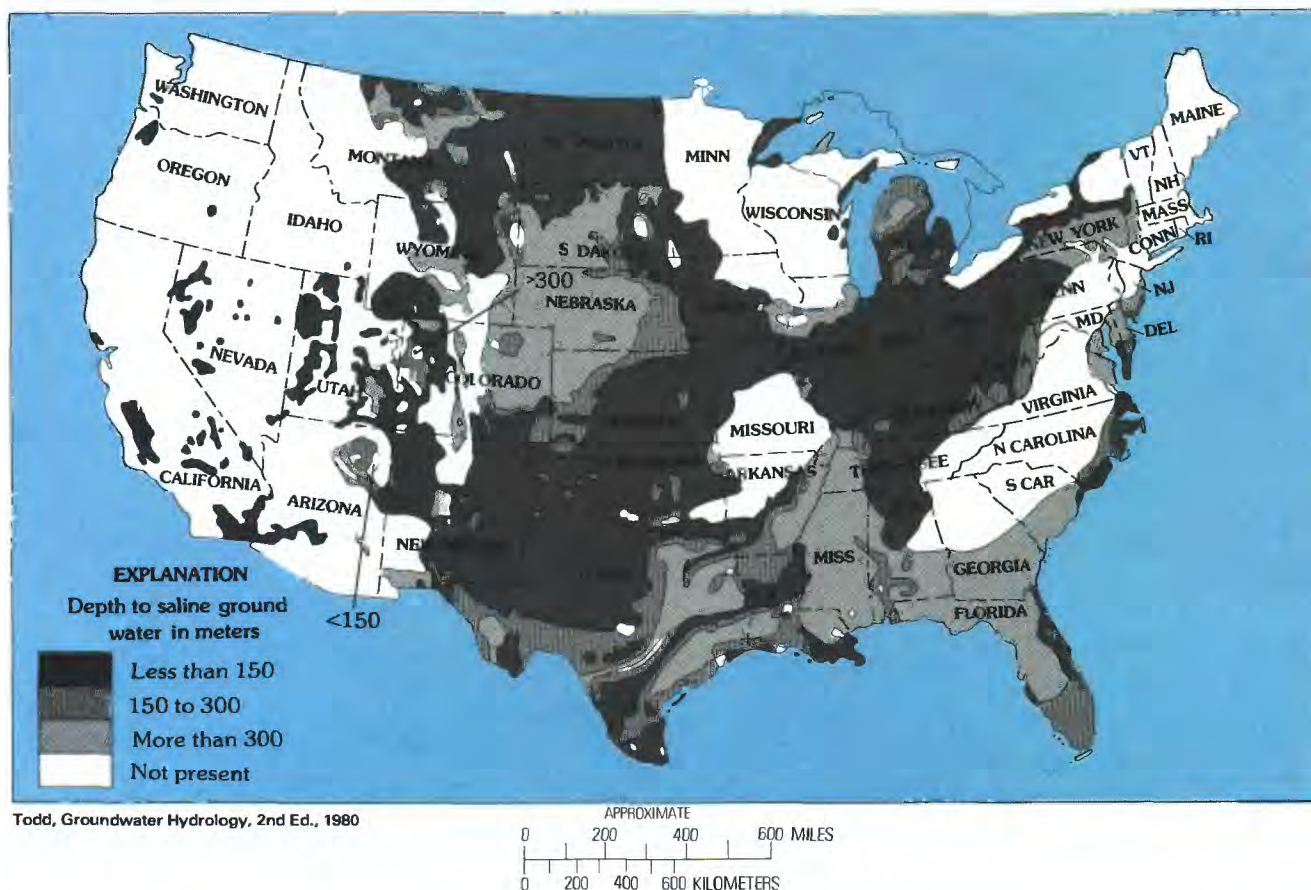 WASHINGTON
OREGON
IDAHO
MONTANA
MINN
WISCONSIN
MAINE
VT
NH
MASS
NEW YORK
CONN
RI
NJ
MD
DEL
S DAKO
WYOM
>300
NEBRASKA
NEVADA
UTAH
COLORADO
MISSOURI
VIRGINIA
N CAROLINA
ARKANSAS
S CAR
CALIFORNIA
ARIZONA
MISS
GEORGIA
FLORIDA
<150
EXPLANATION
Depth to saline ground
water in meters
Less than 150
150 to 300
More than 300
Not present
Todd, Groundwater Hydrology, 2nd Ed., 1980
APPROXIMATE
0 200 400 600 MILES
0 200 400 600 KILOMETERS